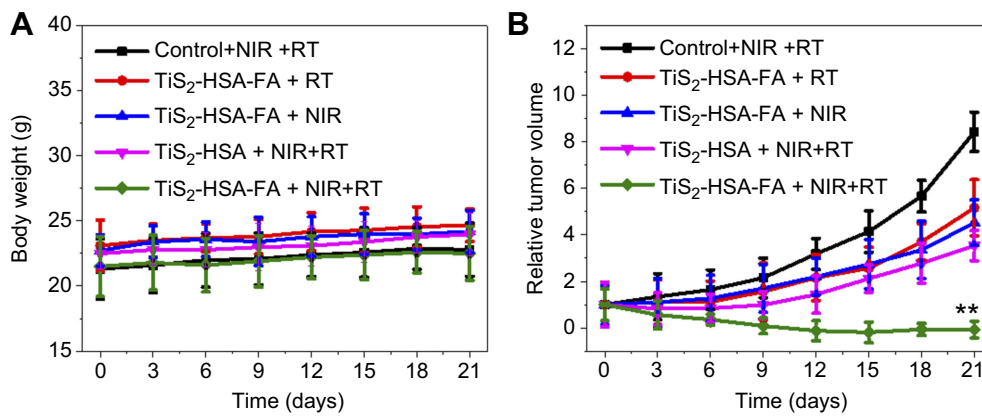 A
40
35
30
25
20
15
Body weight (g)
Control+NIR +RT
TiS2-HSA-FA + RT
TiS2-HSA-FA + NIR
TiS2-HSA + NIR+RT
TiS2-HSA-FA + NIR+RT
0 3 6 9 12 15 18 21
Time (days)
B
12
10
8
6
4
2
0
Relative tumor volume
Control+NIR +RT
TiS2-HSA-FA + RT
TiS2-HSA-FA + NIR
TiS2-HSA + NIR+RT
TiS2-HSA-FA + NIR+RT
**
0 3 6 9 12 15 18 21
Time (days)